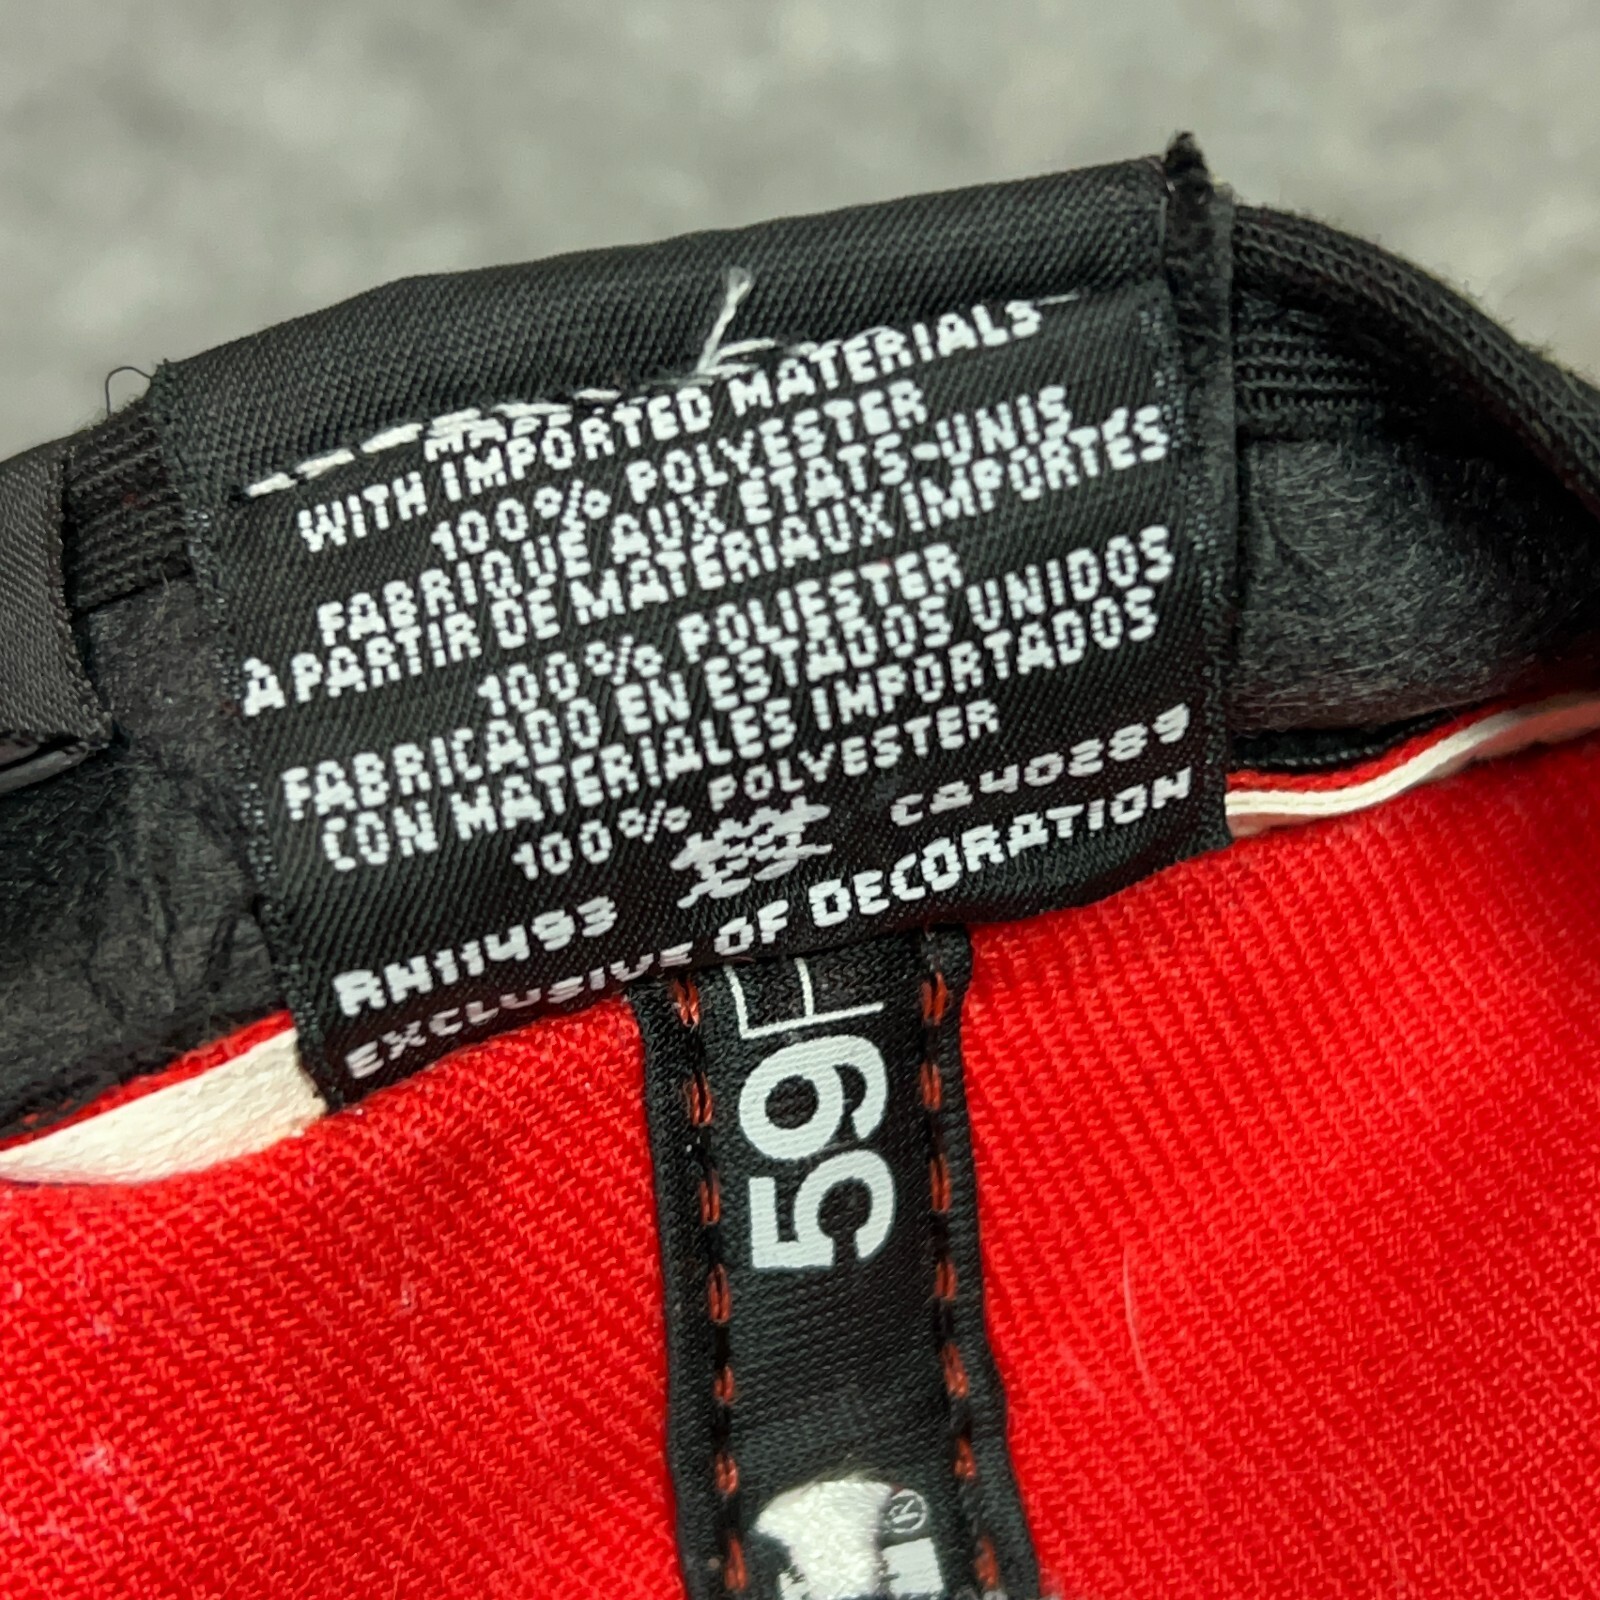 WITH IMPORTED MATERIALS
100% POLYESTER
FABRIQUÉ AUX ÉTATS-UNIS
À PARTIR DE MATÉRIAUX IMPORTÉS
100% POLIESTER
FABRICADO EN ESTADOS UNIDOS
CON MATERIALES IMPORTADOS
100% POLYESTER
RN11493 CA40289
EXCLUSIVE OF DECORATION
59F